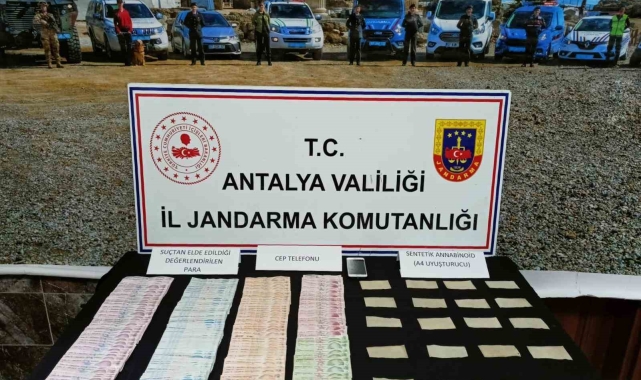 T.C.
ANTALYA VALİLİĞİ
İL JANDARMA KOMUTANLIĞI
JANDARMA
SUÇTAN ELDE EDİLDİĞİ
DEĞERLENDİRİLEN
PARA
CEP TELEFONU
SENTETİK ANNABİNOİD
(A4 UYUŞTURUCU)